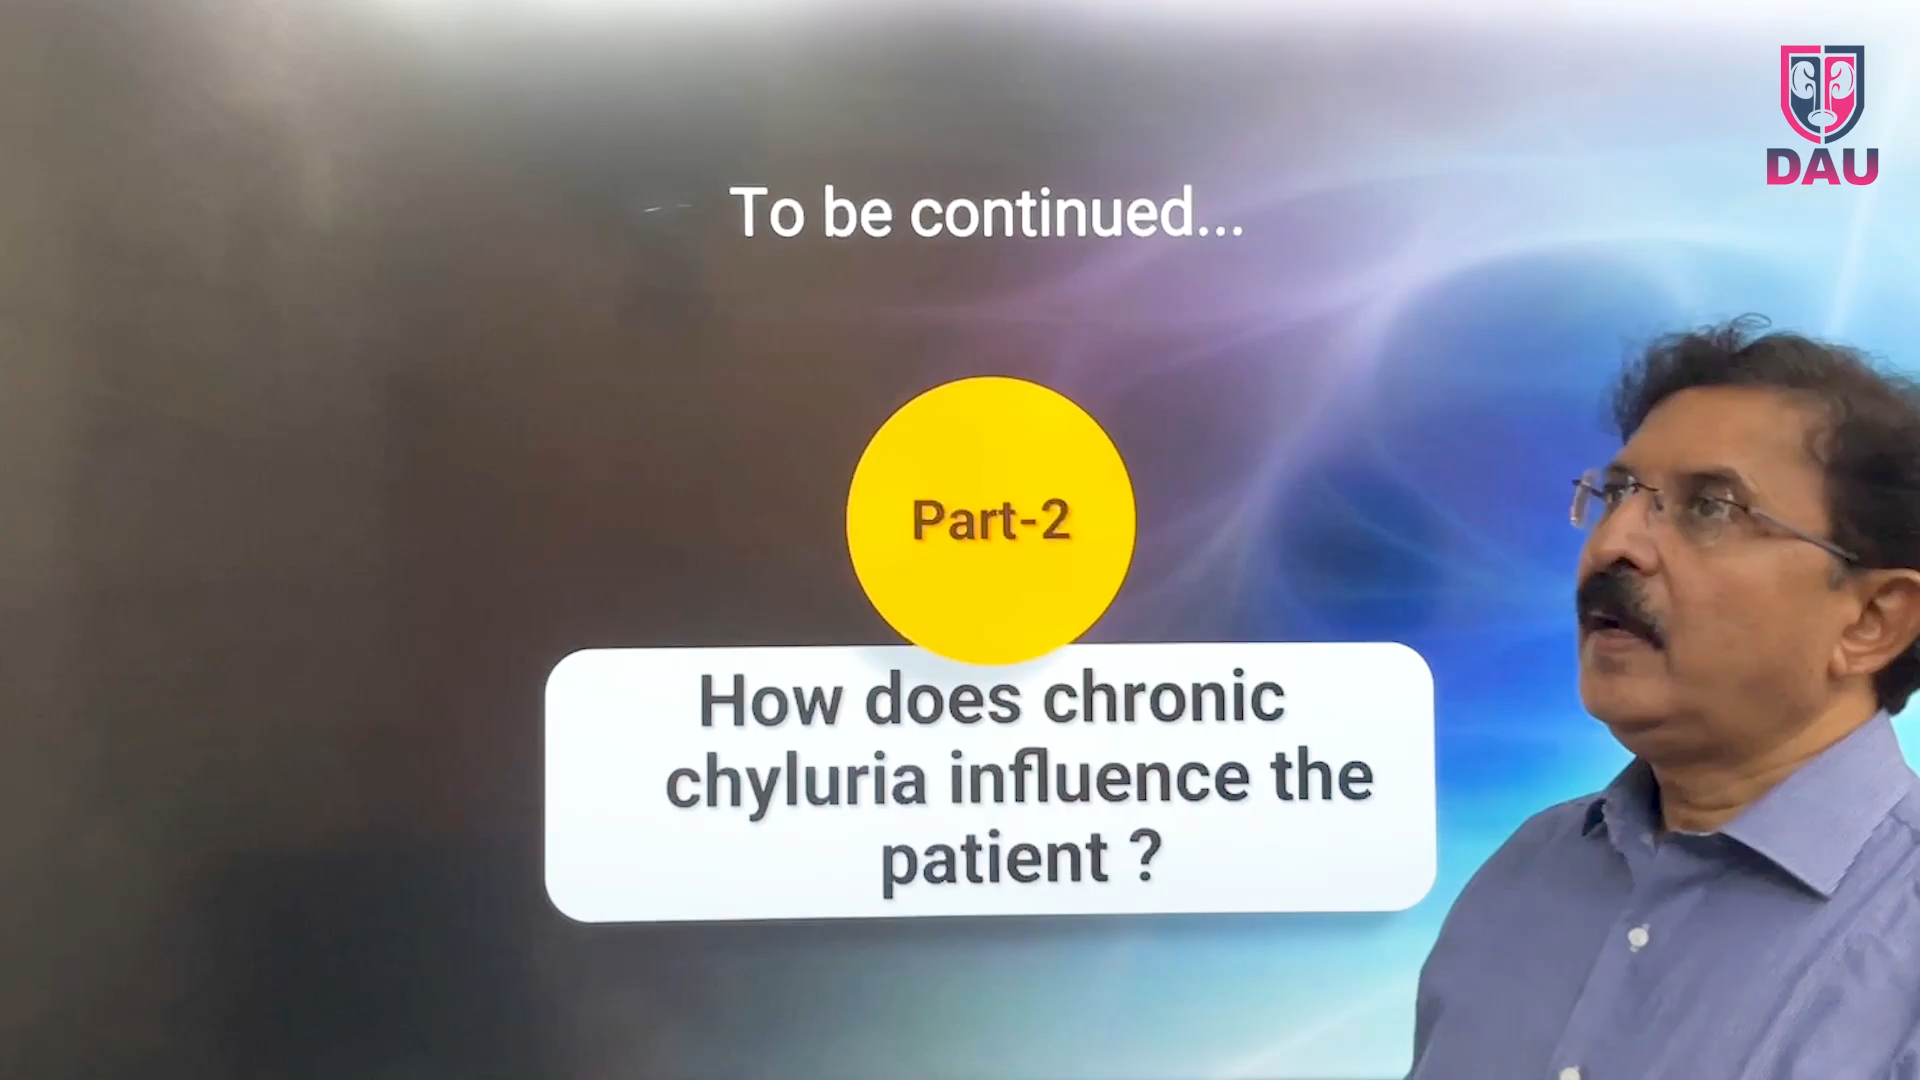 DAU
To be continued...
Part-2
How does chronic
chyluria influence the
patient ?